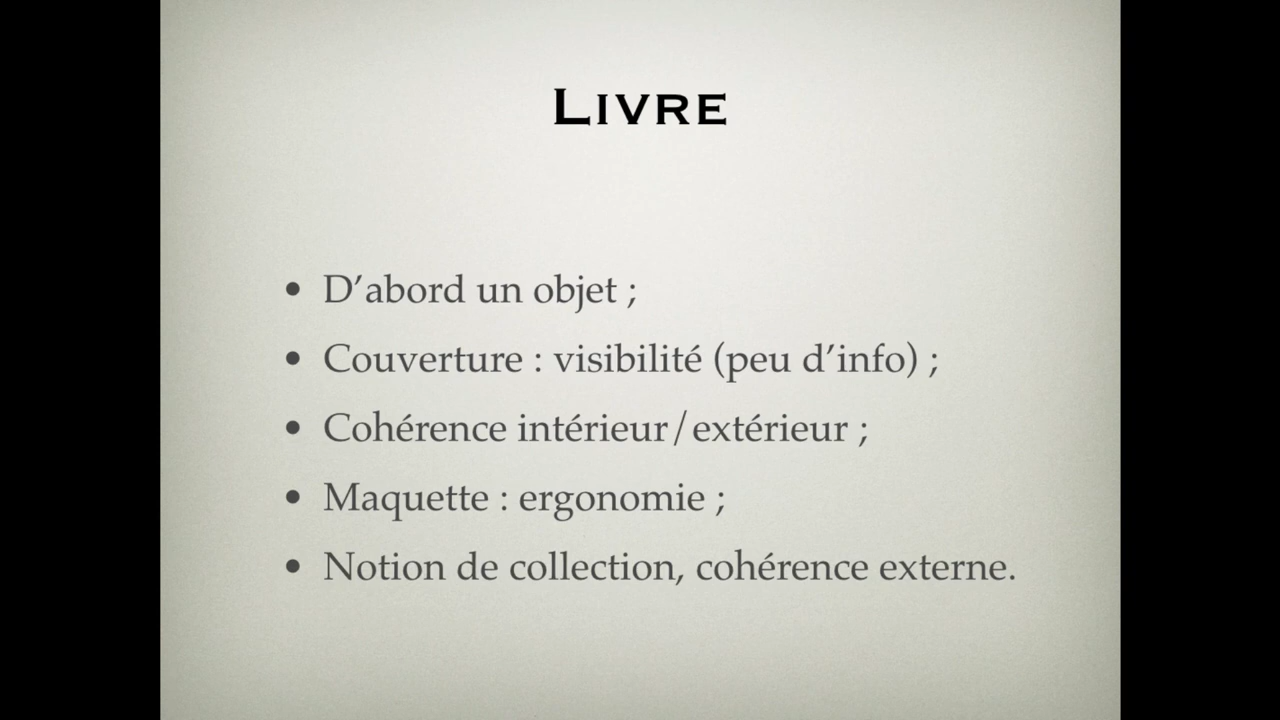 Livre
• D’abord un objet ;
• Couverture : visibilité (peu d’info) ;
• Cohérence intérieur/extérieur ;
• Maquette : ergonomie ;
• Notion de collection, cohérence externe.